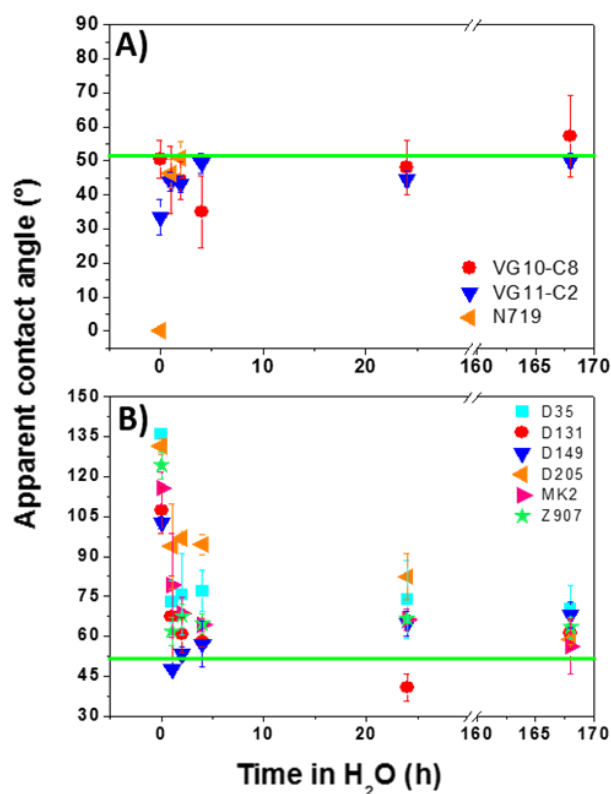 A)
90
80
70
60
50
40
30
20
10
0
VG10-C8
VG11-C2
N719
0 10 20 160 165 170
Apparent contact angle (°)
B)
150
135
120
105
90
75
60
45
30
D35
D131
D149
D205
MK2
Z907
0 10 20 160 165 170
Time in H₂O (h)